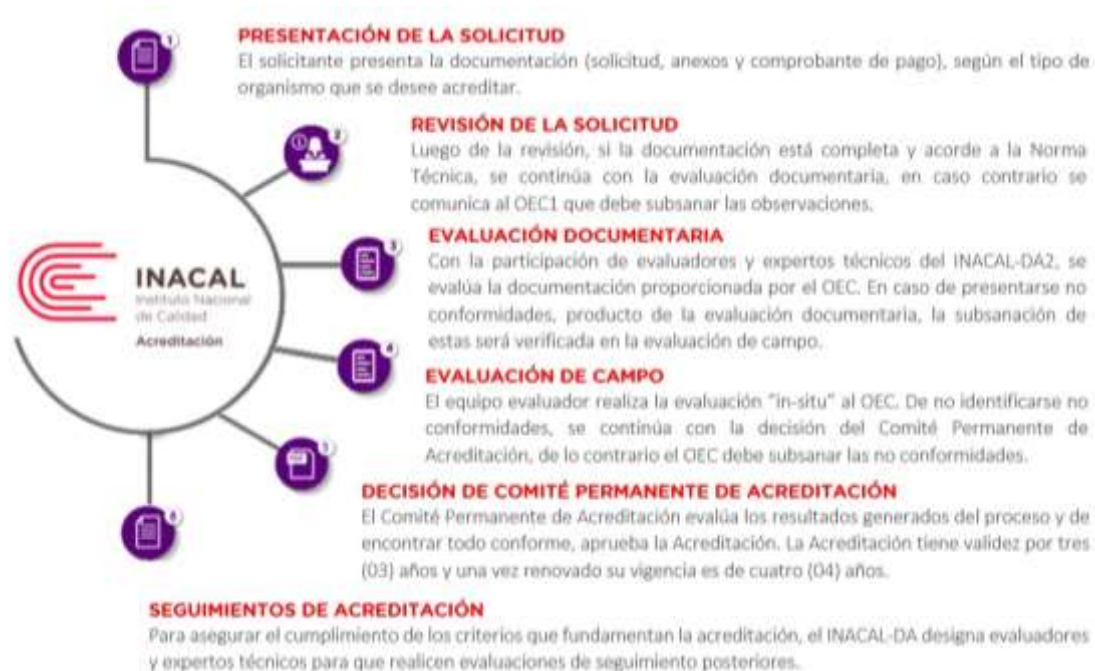 1
PRESENTACIÓN DE LA SOLICITUD
El solicitante presenta la documentación (solicitud, anexos y comprobante de pago), según el tipo de
organismo que se desee acreditar.
2
REVISIÓN DE LA SOLICITUD
Luego de la revisión, si la documentación está completa y acorde a la Norma
Técnica, se continúa con la evaluación documentaria, en caso contrario se
comunica al OEC1 que debe subsanar las observaciones.
3
EVALUACIÓN DOCUMENTARIA
Con la participación de evaluadores y expertos técnicos del INACAL-DA2, se
evalúa la documentación proporcionada por el OEC. En caso de presentarse no
conformidades, producto de la evaluación documentaria, la subsanación de
estas será verificada en la evaluación de campo.
INACAL
Instituto Nacional
de Calidad
Acreditación
4
EVALUACIÓN DE CAMPO
El equipo evaluador realiza la evaluación "in-situ" al OEC. De no identificarse no
conformidades, se continúa con la decisión del Comité Permanente de
Acreditación, de lo contrario el OEC debe subsanar las no conformidades.
5
DECISIÓN DE COMITÉ PERMANENTE DE ACREDITACIÓN
El Comité Permanente de Acreditación evalúa los resultados generados del proceso y de
encontrar todo conforme, aprueba la Acreditación. La Acreditación tiene validez por tres
(03) años y una vez renovado su vigencia es de cuatro (04) años.
6
SEGUIMIENTOS DE ACREDITACIÓN
Para asegurar el cumplimiento de los criterios que fundamentan la acreditación, el INACAL-DA designa evaluadores
y expertos técnicos para que realicen evaluaciones de seguimiento posteriores.